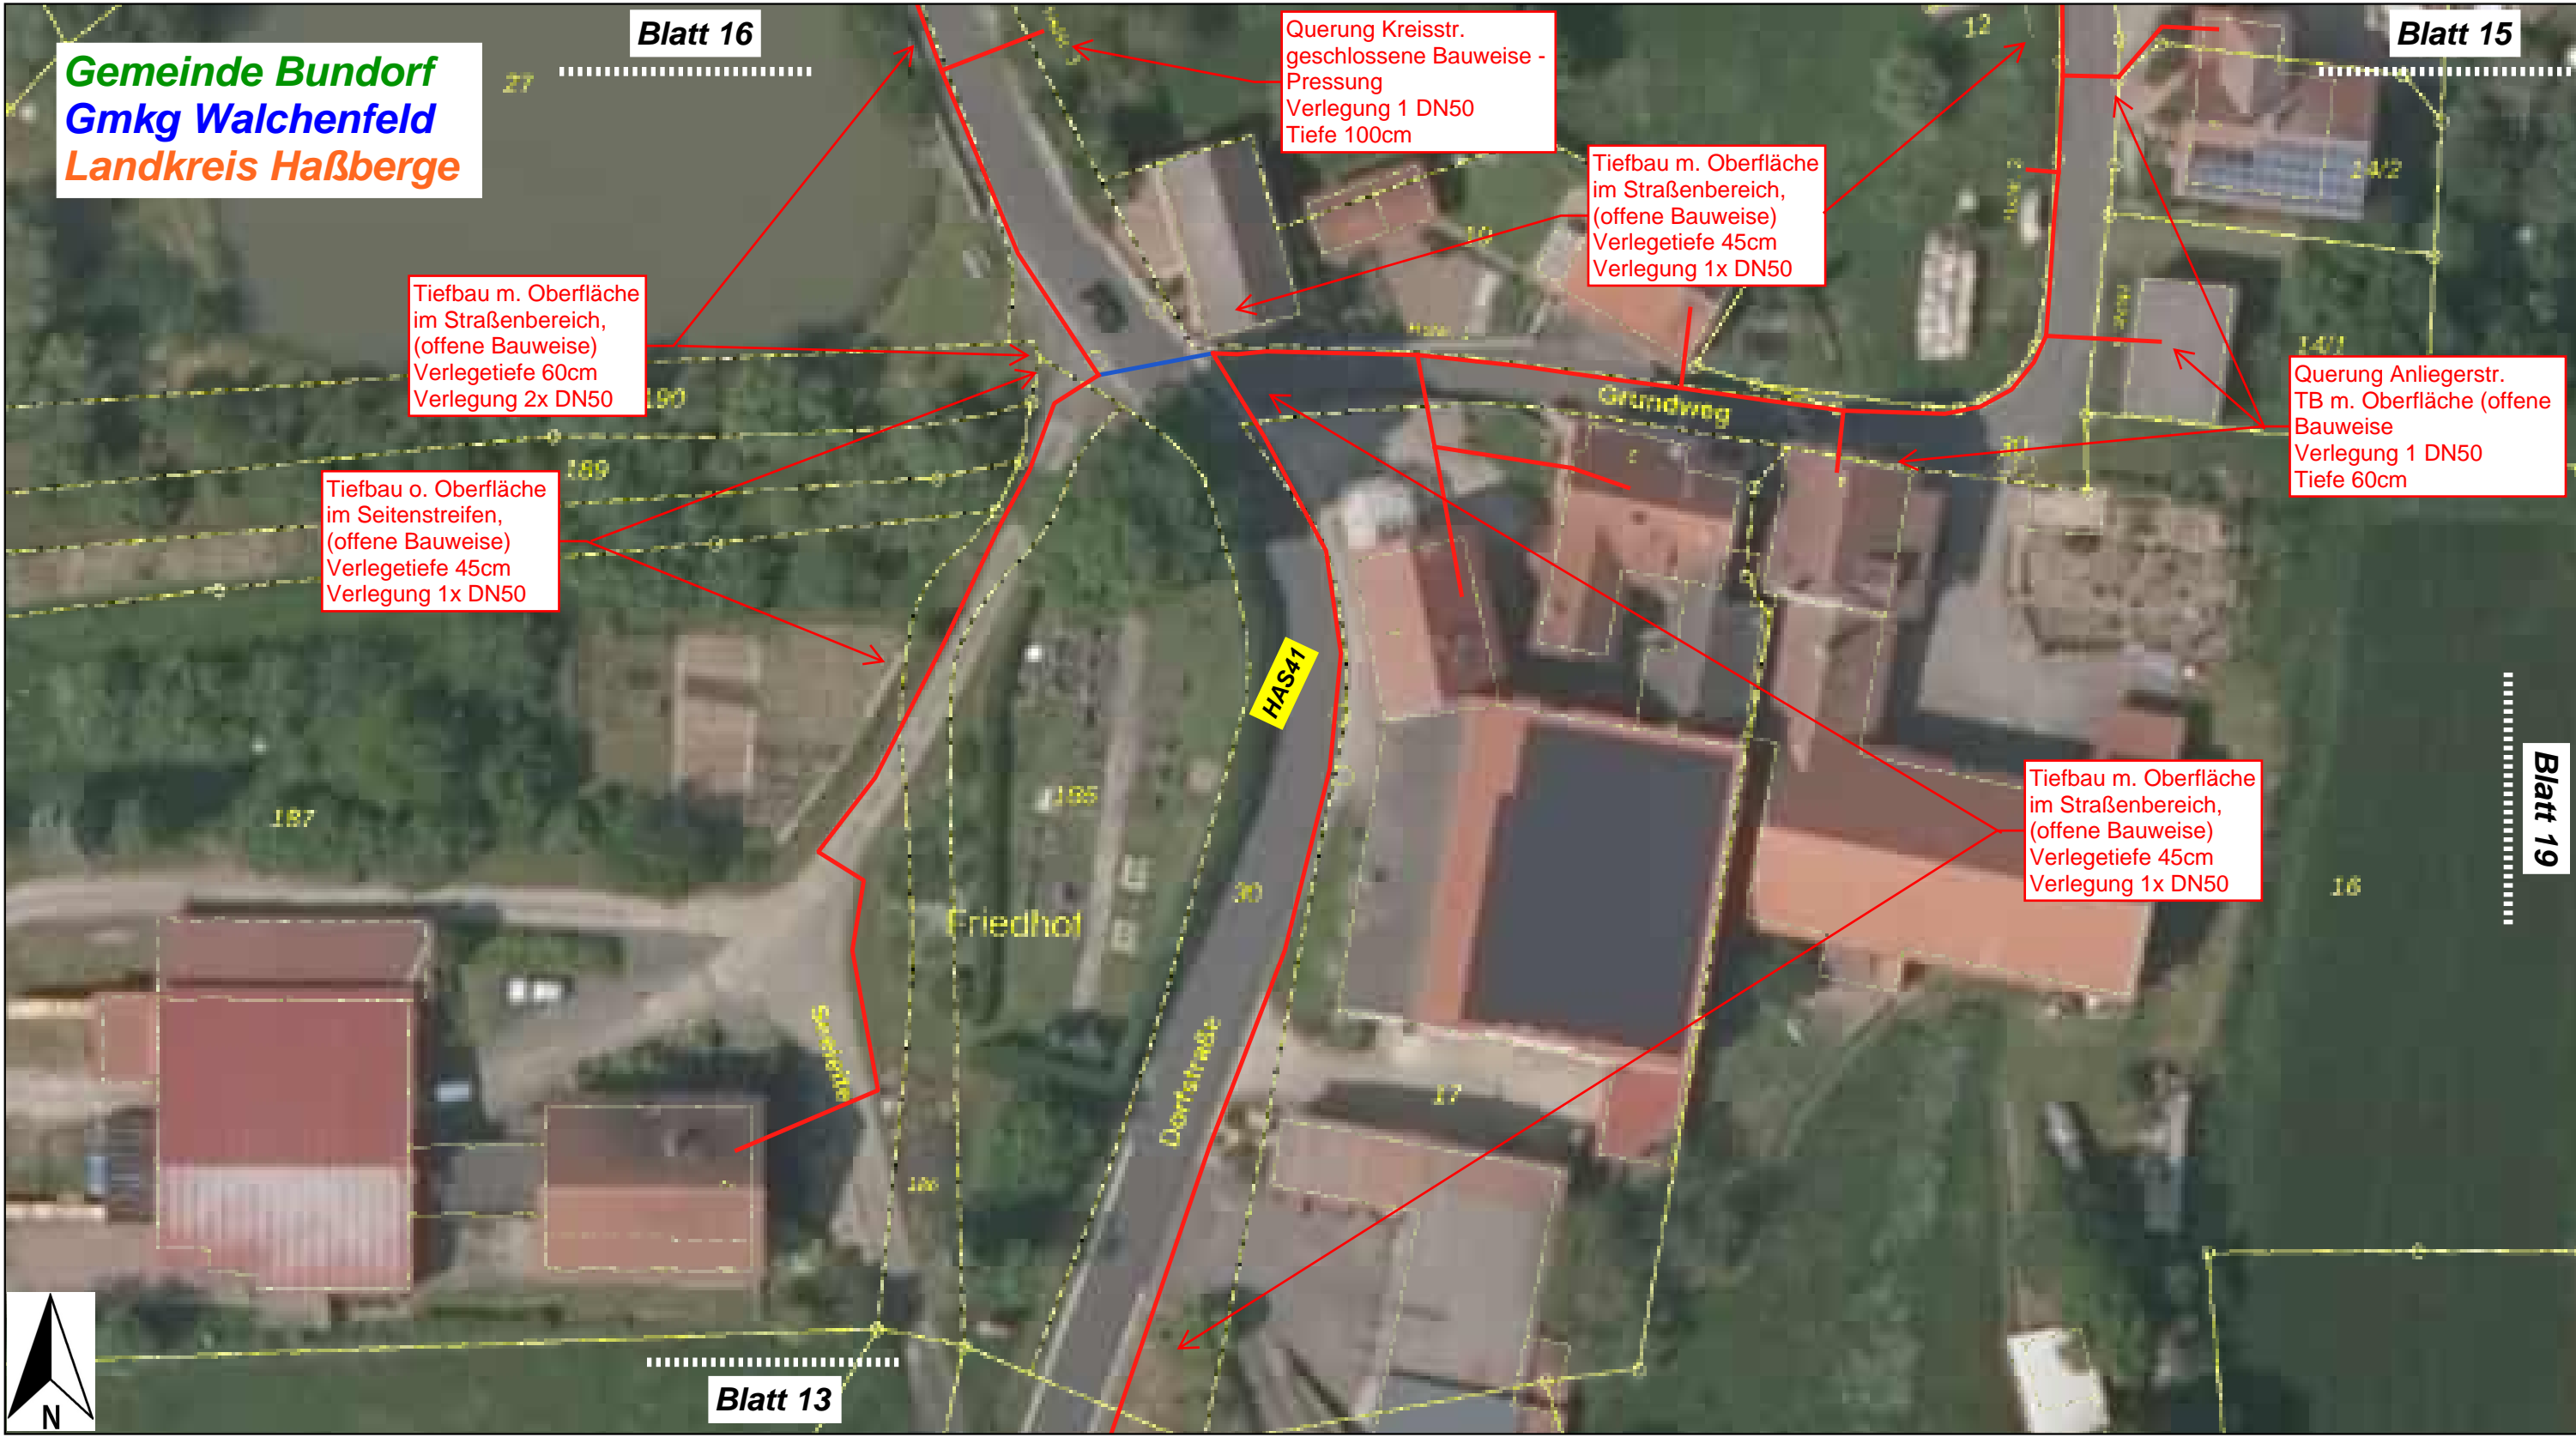 Gemeinde Bundorf
Gmkg Walchenfeld
Landkreis Haßberge
Blatt 16
Blatt 15
Querung Kreisstr.
geschlossene Bauweise -
Pressung
Verlegung 1 DN50
Tiefe 100cm
Tiefbau m. Oberfläche
im Straßenbereich,
(offene Bauweise)
Verlegetiefe 45cm
Verlegung 1x DN50
Tiefbau m. Oberfläche
im Straßenbereich,
(offene Bauweise)
Verlegetiefe 60cm
Verlegung 2x DN50
Querung Anliegerstr.
TB m. Oberfläche (offene
Bauweise
Verlegung 1 DN50
Tiefe 60cm
Tiefbau o. Oberfläche
im Seitenstreifen,
(offene Bauweise)
Verlegetiefe 45cm
Verlegung 1x DN50
Tiefbau m. Oberfläche
im Straßenbereich,
(offene Bauweise)
Verlegetiefe 45cm
Verlegung 1x DN50
27
12
14/2
10
14/1
190
189
Grundweg
HAS41
187
185
30
Friedhof
16
17
186
Dorfstraße
Blatt 19
Blatt 13
N